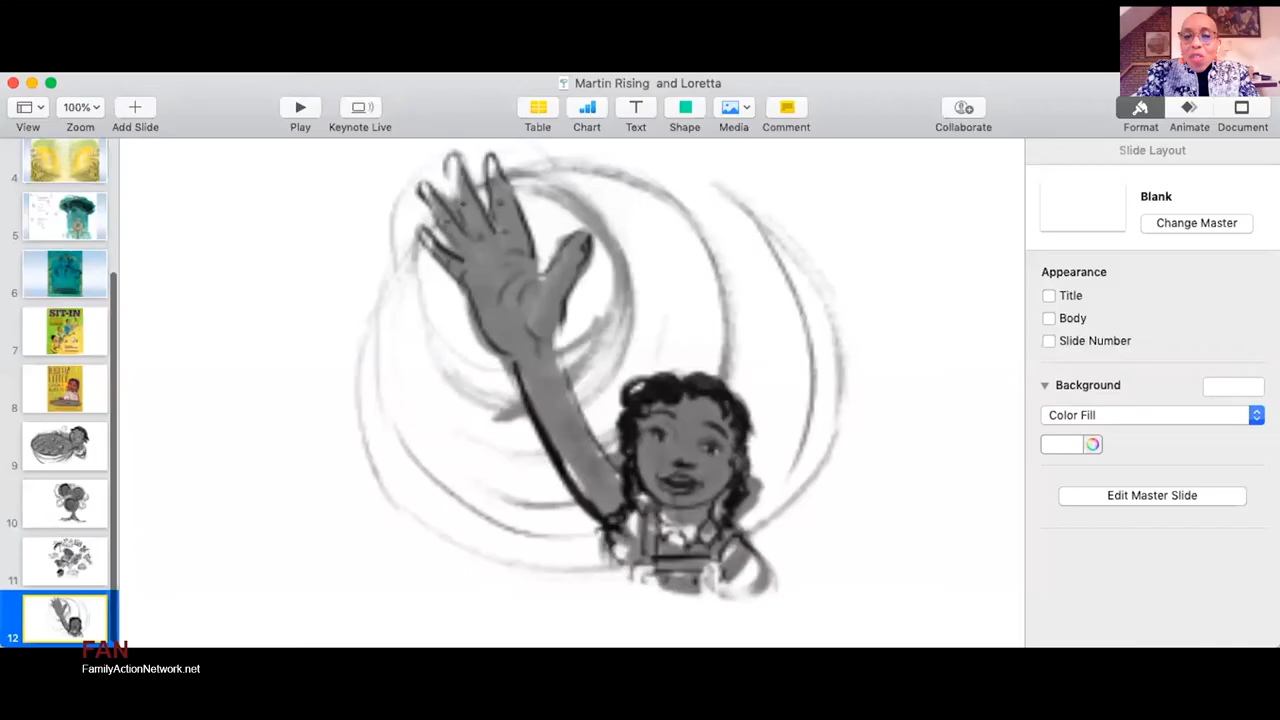 Martin Rising and Loretta
View
100%
Zoom
Add Slide
Play
Keynote Live
Table
Chart
Text
Shape
Media
Comment
Collaborate
Format
Animate
Document
Slide Layout
Blank
Change Master
Appearance
Title
Body
Slide Number
Background
Color Fill
Edit Master Slide
4
5
6
7
SIT-IN
8
9
10
11
12
FAN
FamilyActionNetwork.net